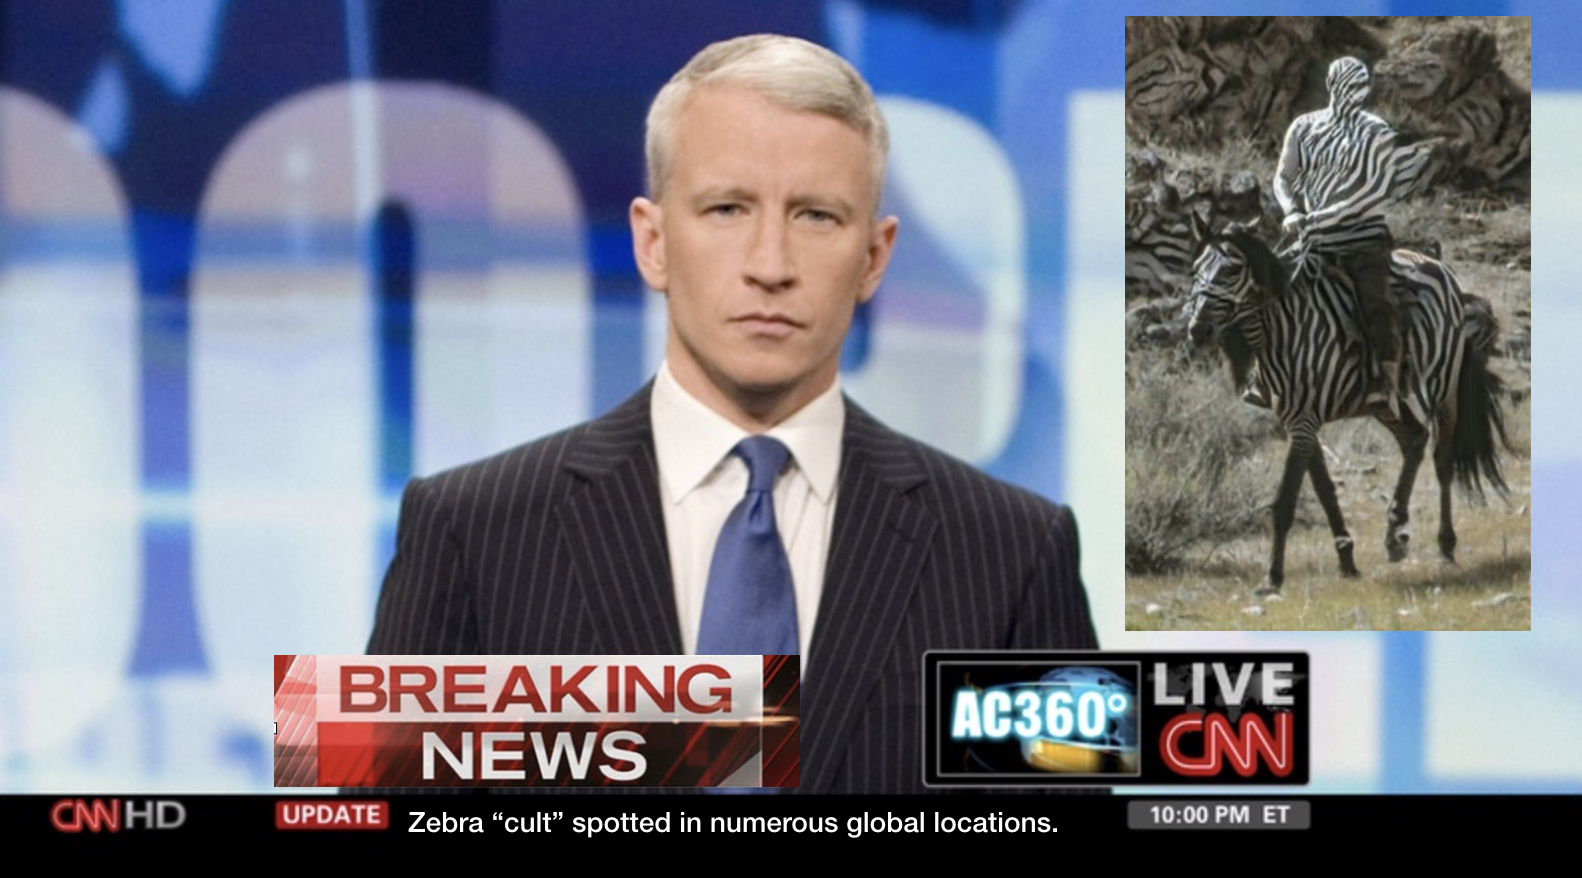 BREAKING
NEWS
AC360°
LIVE
CNN
CNN HD
UPDATE
Zebra “cult” spotted in numerous global locations.
10:00 PM ET